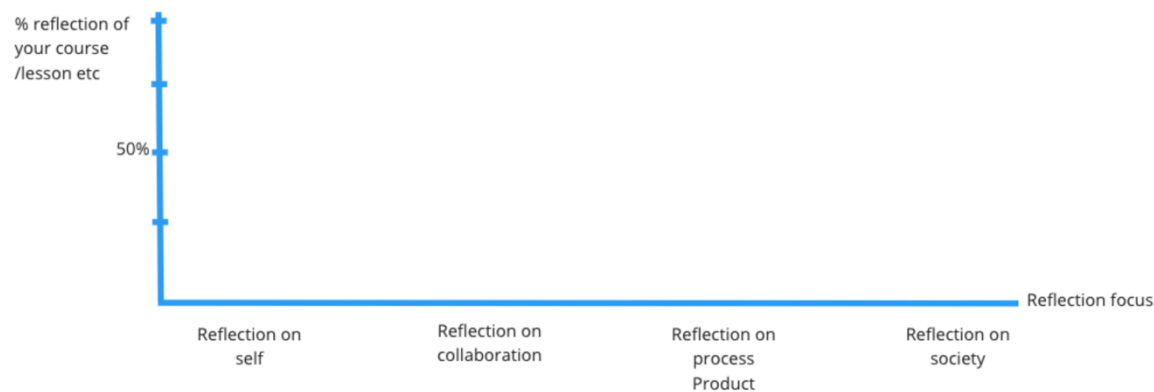 % reflection of
your course
/lesson etc
50%
Reflection focus
Reflection on
self
Reflection on
collaboration
Reflection on
process
Product
Reflection on
society